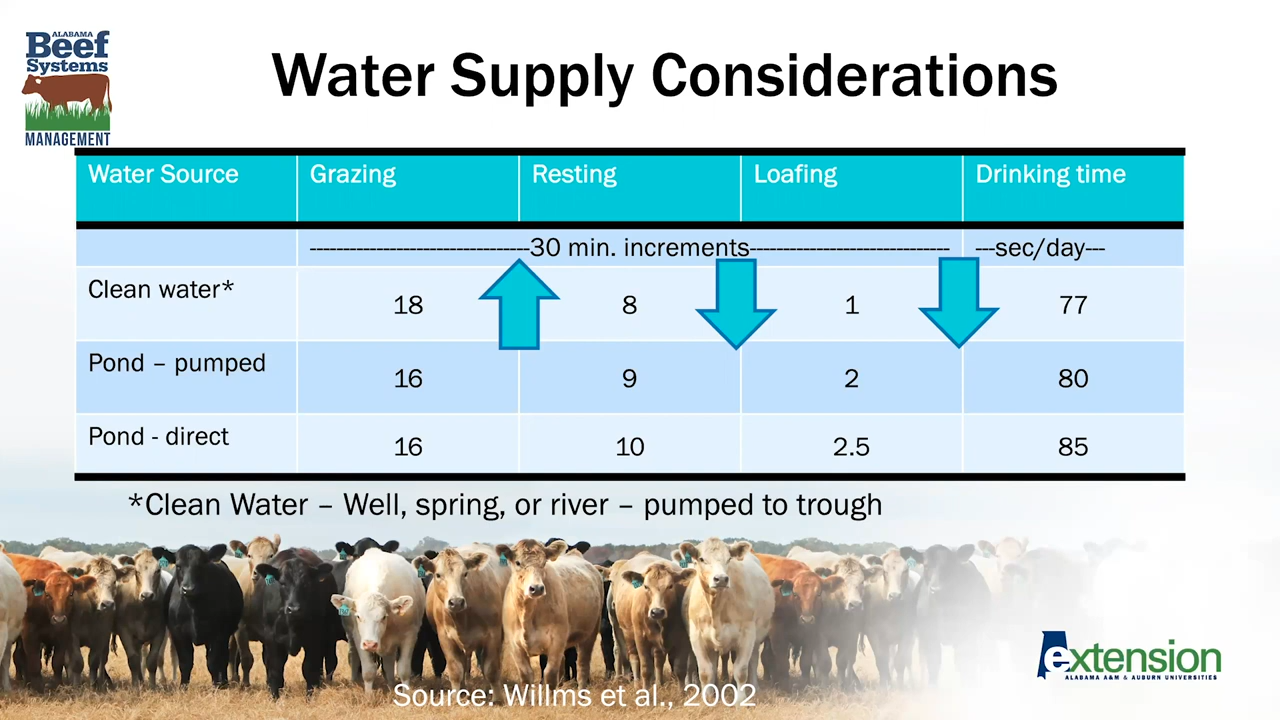 ALABAMA
Beef
Systems
MANAGEMENT
Water Supply Considerations
Water Source Grazing Resting Loafing Drinking time
--------------------------------30 min. increments----------------------------- ---sec/day---
Clean water* 18 8 1 77
Pond – pumped 16 9 2 80
Pond - direct 16 10 2.5 85
*Clean Water – Well, spring, or river – pumped to trough
extension
ALABAMA A&M & AUBURN UNIVERSITIES
Source: Willms et al., 2002